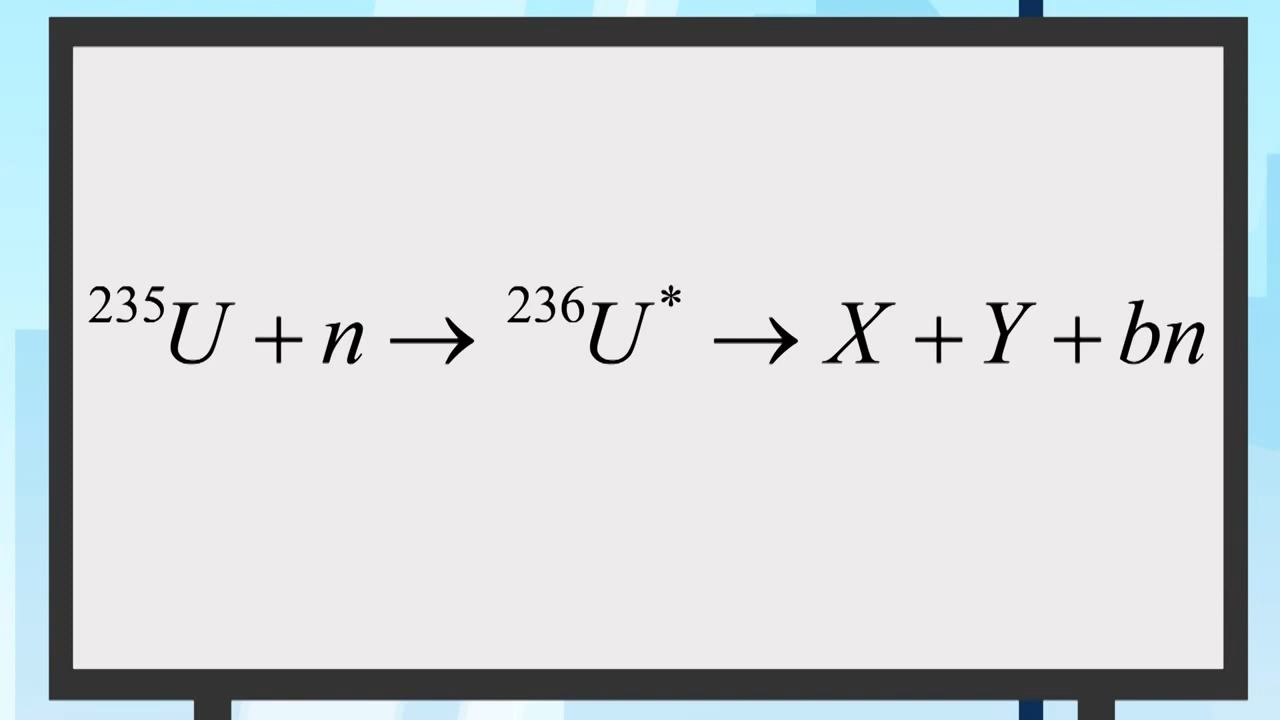 ²³⁵U + n → ²³⁶U* → X + Y + bn